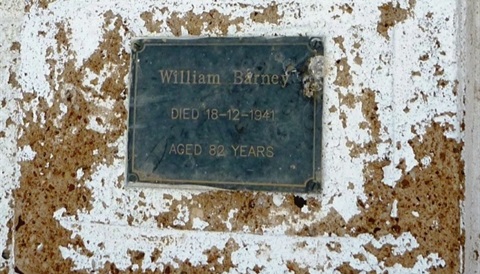 William Barney
DIED 18-12-1941
AGED 82 YEARS